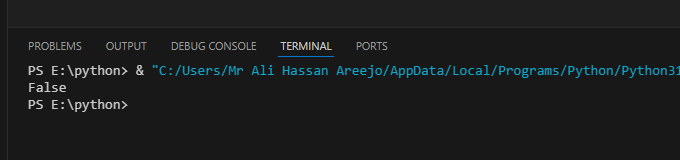 PROBLEMS OUTPUT DEBUG CONSOLE TERMINAL PORTS
PS E:\python> & "C:/Users/Mr Ali Hassan Areejo/AppData/Local/Programs/Python/Python31
False
PS E:\python>